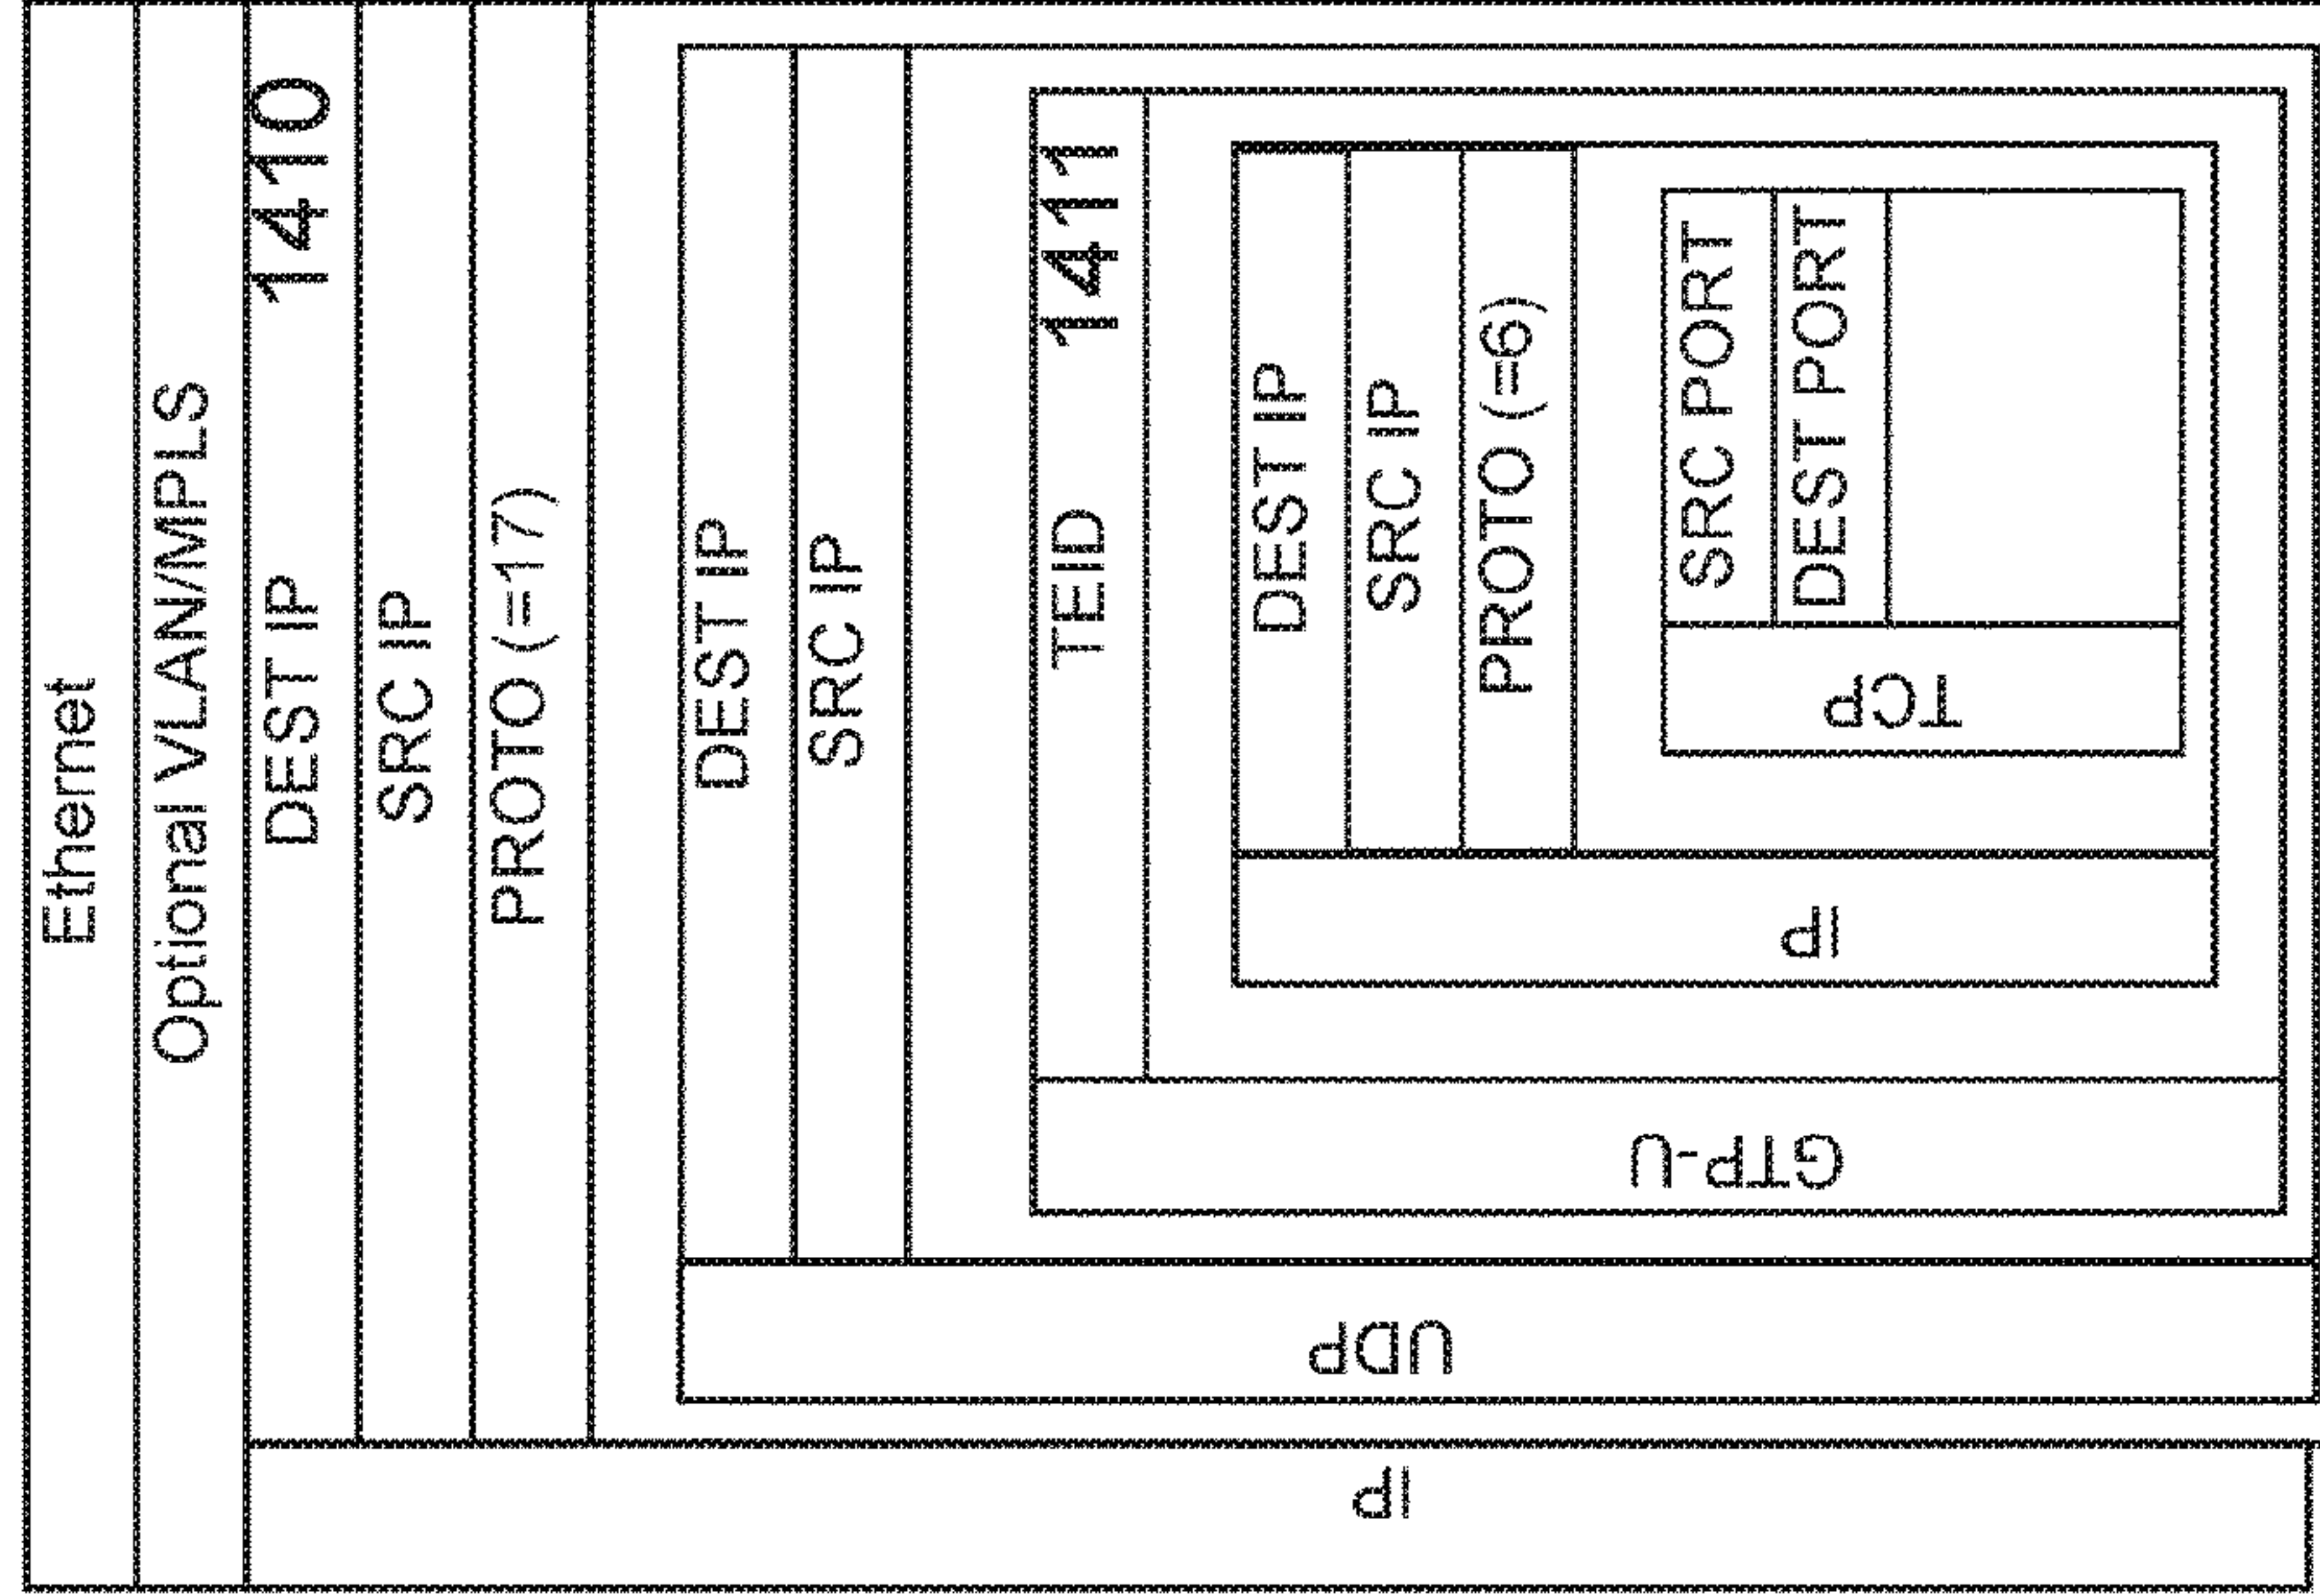 Ethernet
Optional VLAN/MPLS
IP
DEST IP 1410
SRC IP
PROTO (=17)
UDP
DEST IP
SRC IP
GTP-U
TEID 1411
IP
DEST IP
SRC IP
PROTO (=6)
TCP
SRC PORT
DEST PORT